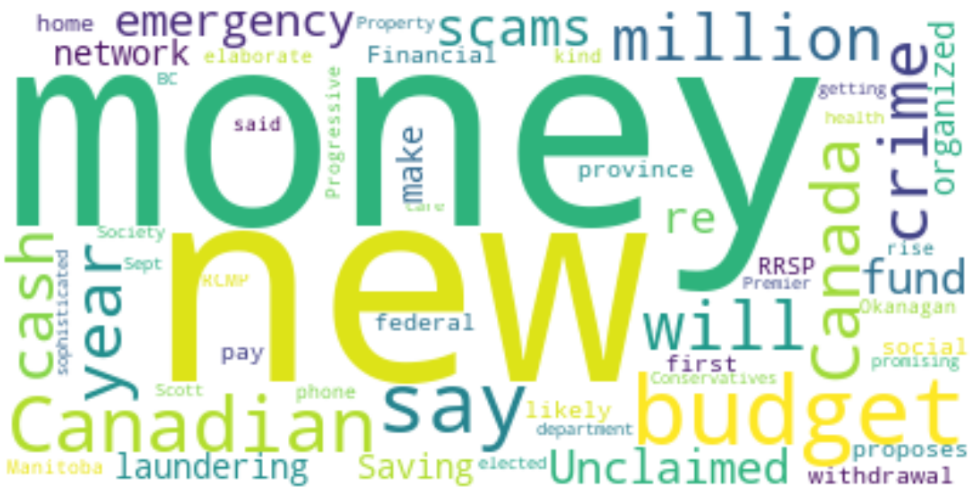 home
emergency
Property
scams
million
network
elaborate
Financial
kind
crime
organized
BC
money
getting
said
Progressive
make
health
province
care
re
Canada
Society
cash
sophisticated
year
Sept
new
RCMP
RRSP
Premier
rise
fund
Okanagan
federal
will
pay
first
social
promising
Conservatives
Scott
phone
say
budget
Canadian
likely
department
proposes
Manitoba
laundering
Saving
elected
Unclaimed
withdrawal